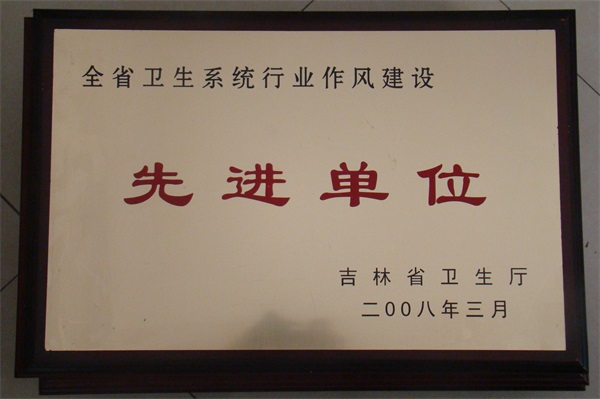 全省卫生系统行业作风建设
先进单位
吉林省卫生厅
二00八年三月